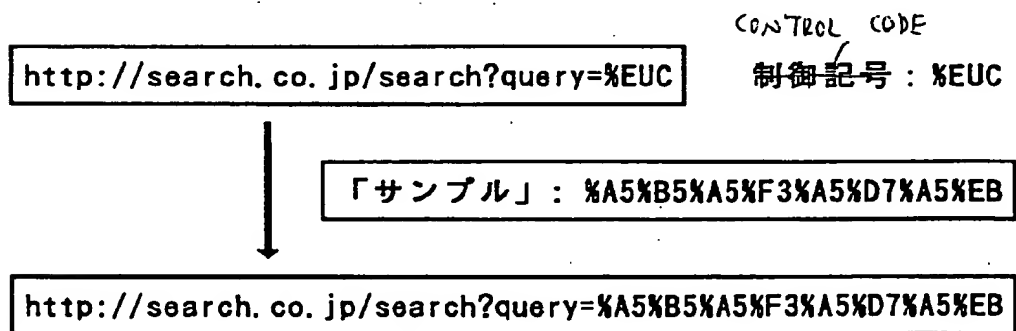 CONTROL CODE
http://search.co.jp/search?query=%EUC
制御記号：%EUC
「サンプル」：%A5%B5%A5%F3%A5%D7%A5%EB
http://search.co.jp/search?query=%A5%B5%A5%F3%A5%D7%A5%EB